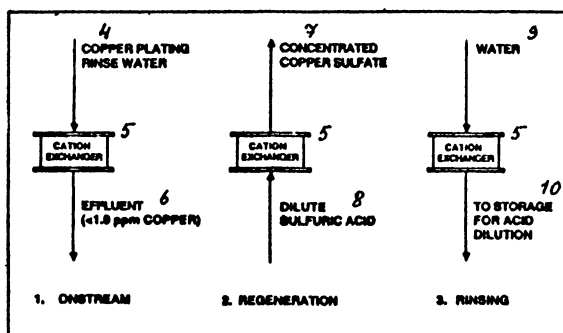 4
COPPER PLATING
RINSE WATER
5
CATION
EXCHANGER
EFFLUENT 6
(<1.0 ppm COPPER)
1. ONSTREAM
7
CONCENTRATED
COPPER SULFATE
5
CATION
EXCHANGER
DILUTE 8
SULFURIC ACID
2. REGENERATION
9
WATER
5
CATION
EXCHANGER
10
TO STORAGE
FOR ACID
DILUTION
3. RINSING